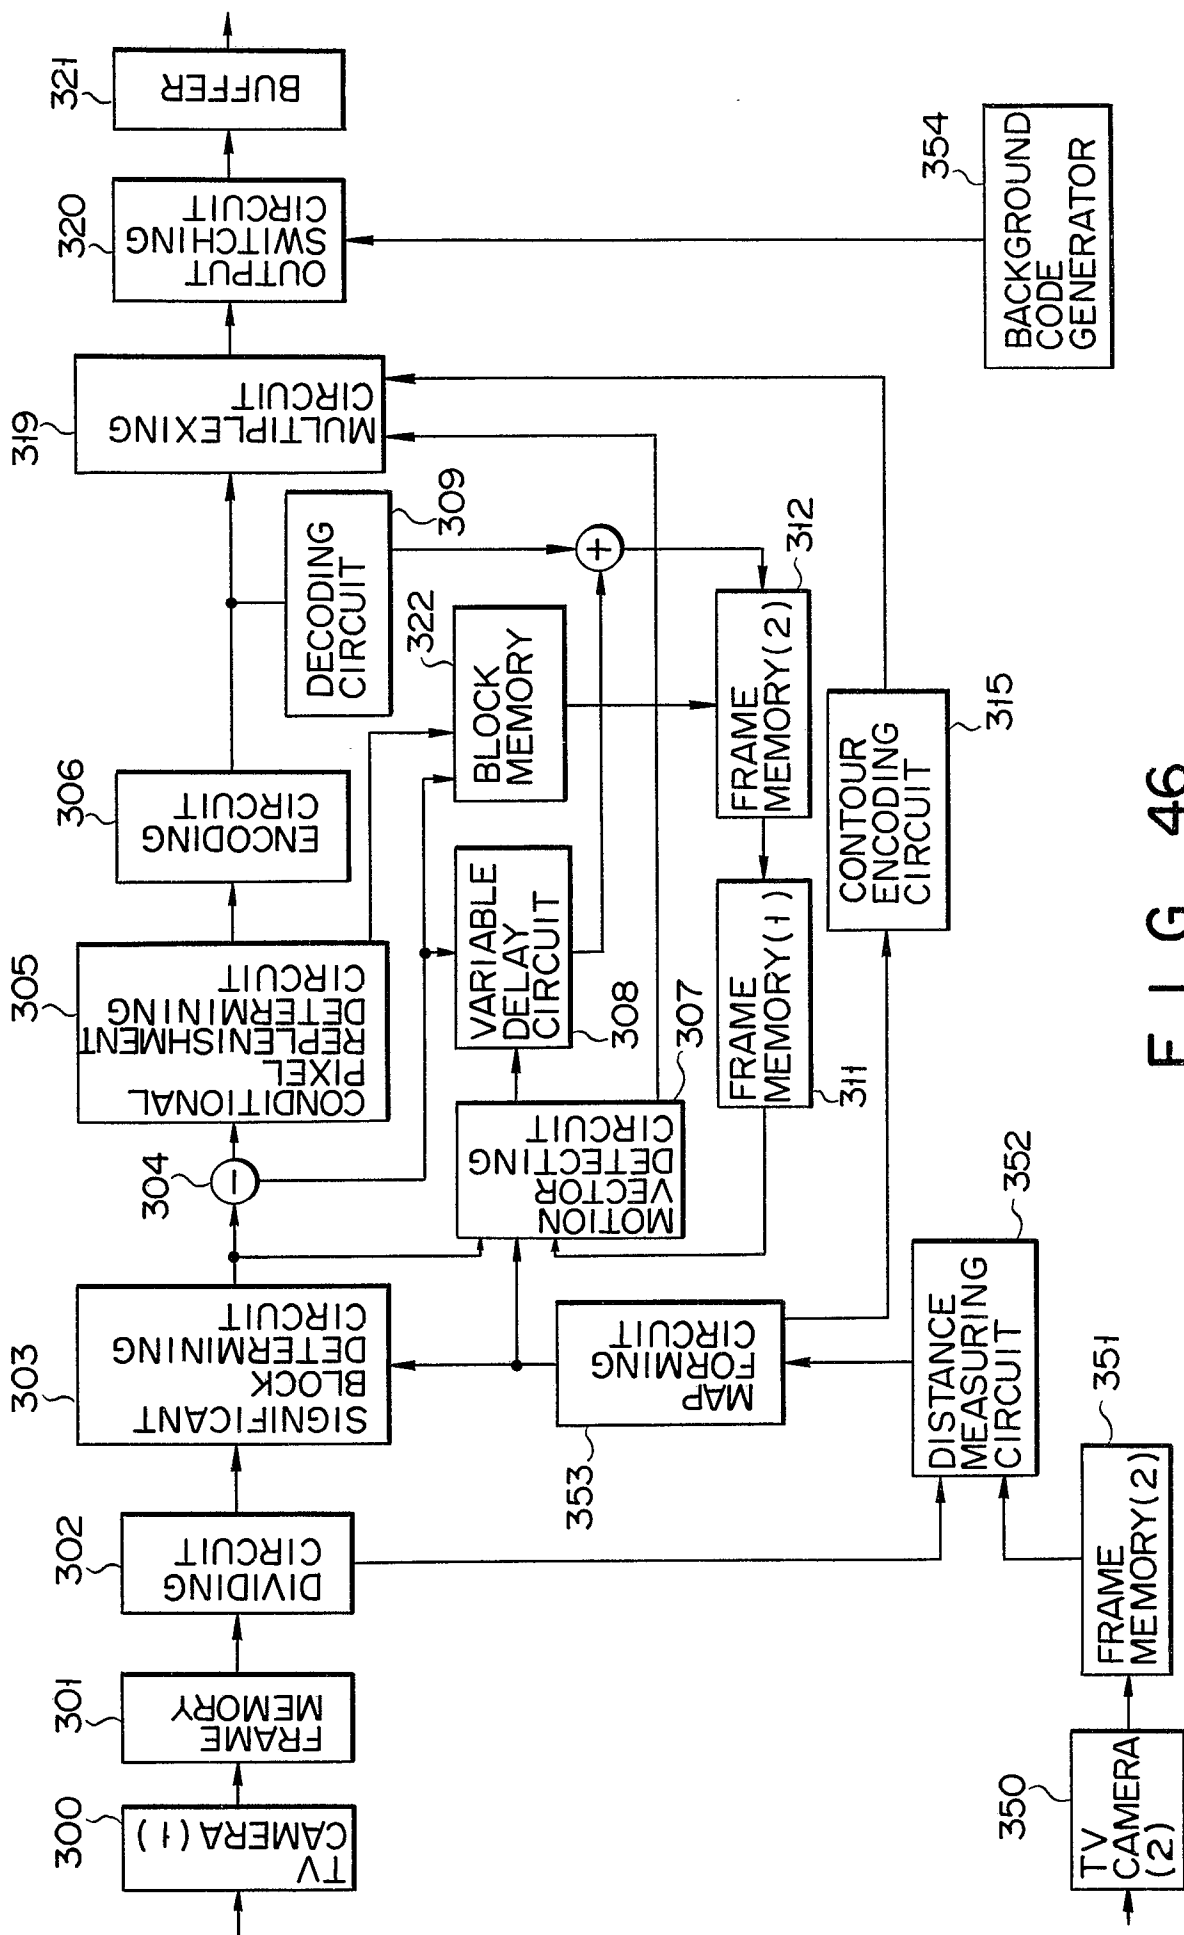 300
TV
CAMERA(1)
301
FRAME
MEMORY
302
DIVIDING
CIRCUIT
303
SIGNIFICANT
BLOCK
DETERMINING
CIRCUIT
304
−
305
CONDITIONAL
PIXEL
REPLENISHMENT
DETERMINING
CIRCUIT
306
ENCODING
CIRCUIT
319
MULTIPLEXING
CIRCUIT
320
OUTPUT
SWITCHING
CIRCUIT
321
BUFFER
DECODING
CIRCUIT
309
+
322
BLOCK
MEMORY
VARIABLE
DELAY
CIRCUIT
308
MOTION
VECTOR
DETECTING
CIRCUIT
307
FRAME
MEMORY(1)
311
FRAME
MEMORY(2)
312
MAP
FORMING
CIRCUIT
353
CONTOUR
ENCODING
CIRCUIT
315
DISTANCE
MEASURING
CIRCUIT
352
350
TV
CAMERA
(2)
FRAME
MEMORY(2)
351
354
BACKGROUND
CODE
GENERATOR
FIG 46